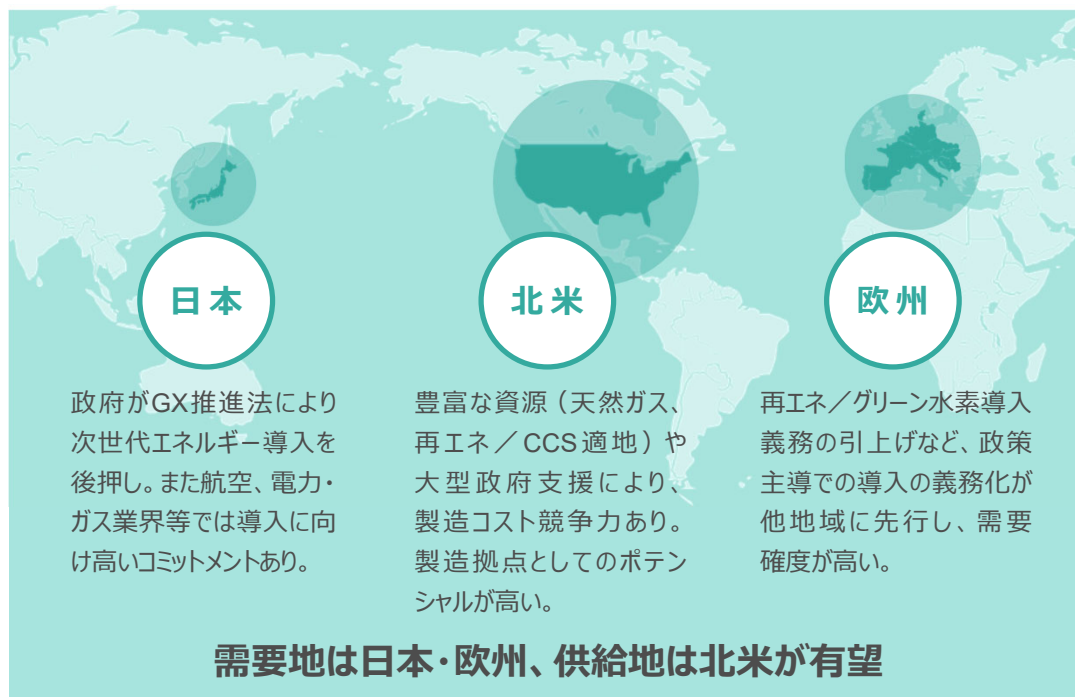 日本
政府がGX推進法により
次世代エネルギー導入を
後押し。また航空、電力・
ガス業界等では導入に向
け高いコミットメントあり。
北米
豊富な資源（天然ガス、
再エネ／CCS適地）や
大型政府支援により、
製造コスト競争力あり。
製造拠点としてのポテン
シャルが高い。
欧州
再エネ／グリーン水素導入
義務の引上げなど、政策
主導での導入の義務化が
他地域に先行し、需要
確度が高い。
需要地は日本・欧州、供給地は北米が有望